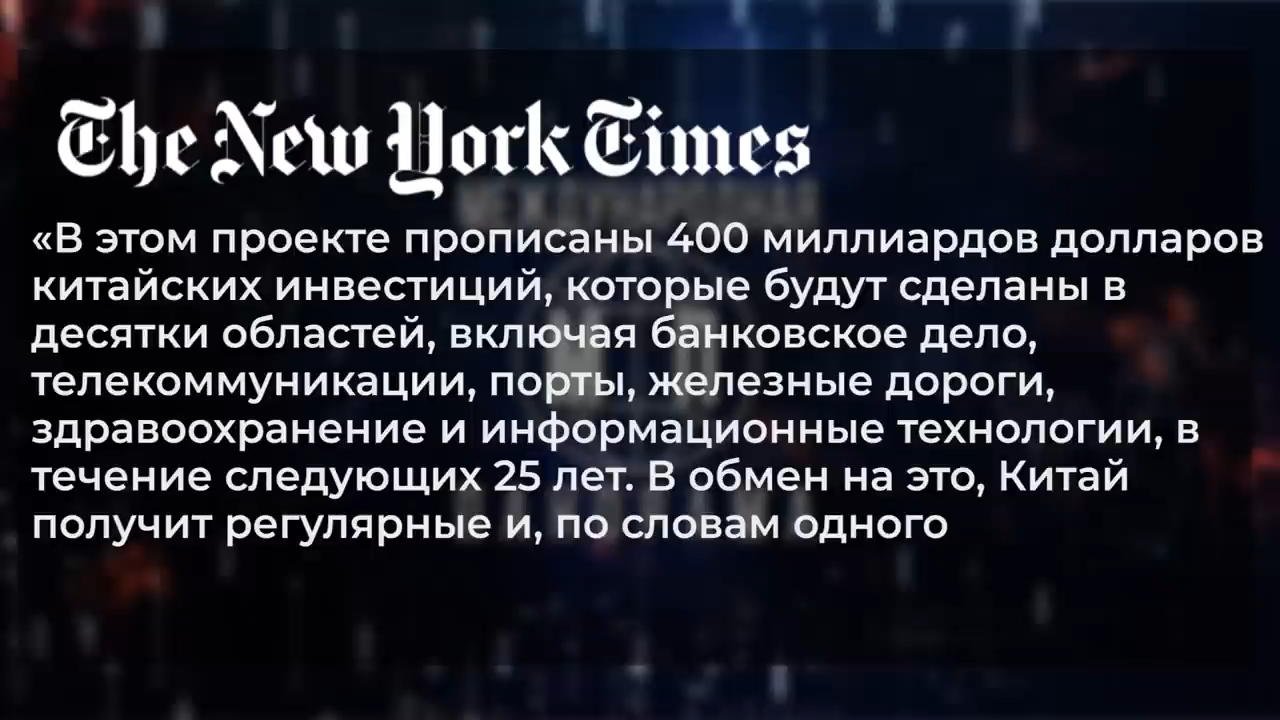 The New York Times
«В этом проекте прописаны 400 миллиардов долларов
китайских инвестиций, которые будут сделаны в
десятки областей, включая банковское дело,
телекоммуникации, порты, железные дороги,
здравоохранение и информационные технологии, в
течение следующих 25 лет. В обмен на это, Китай
получит регулярные и, по словам одного